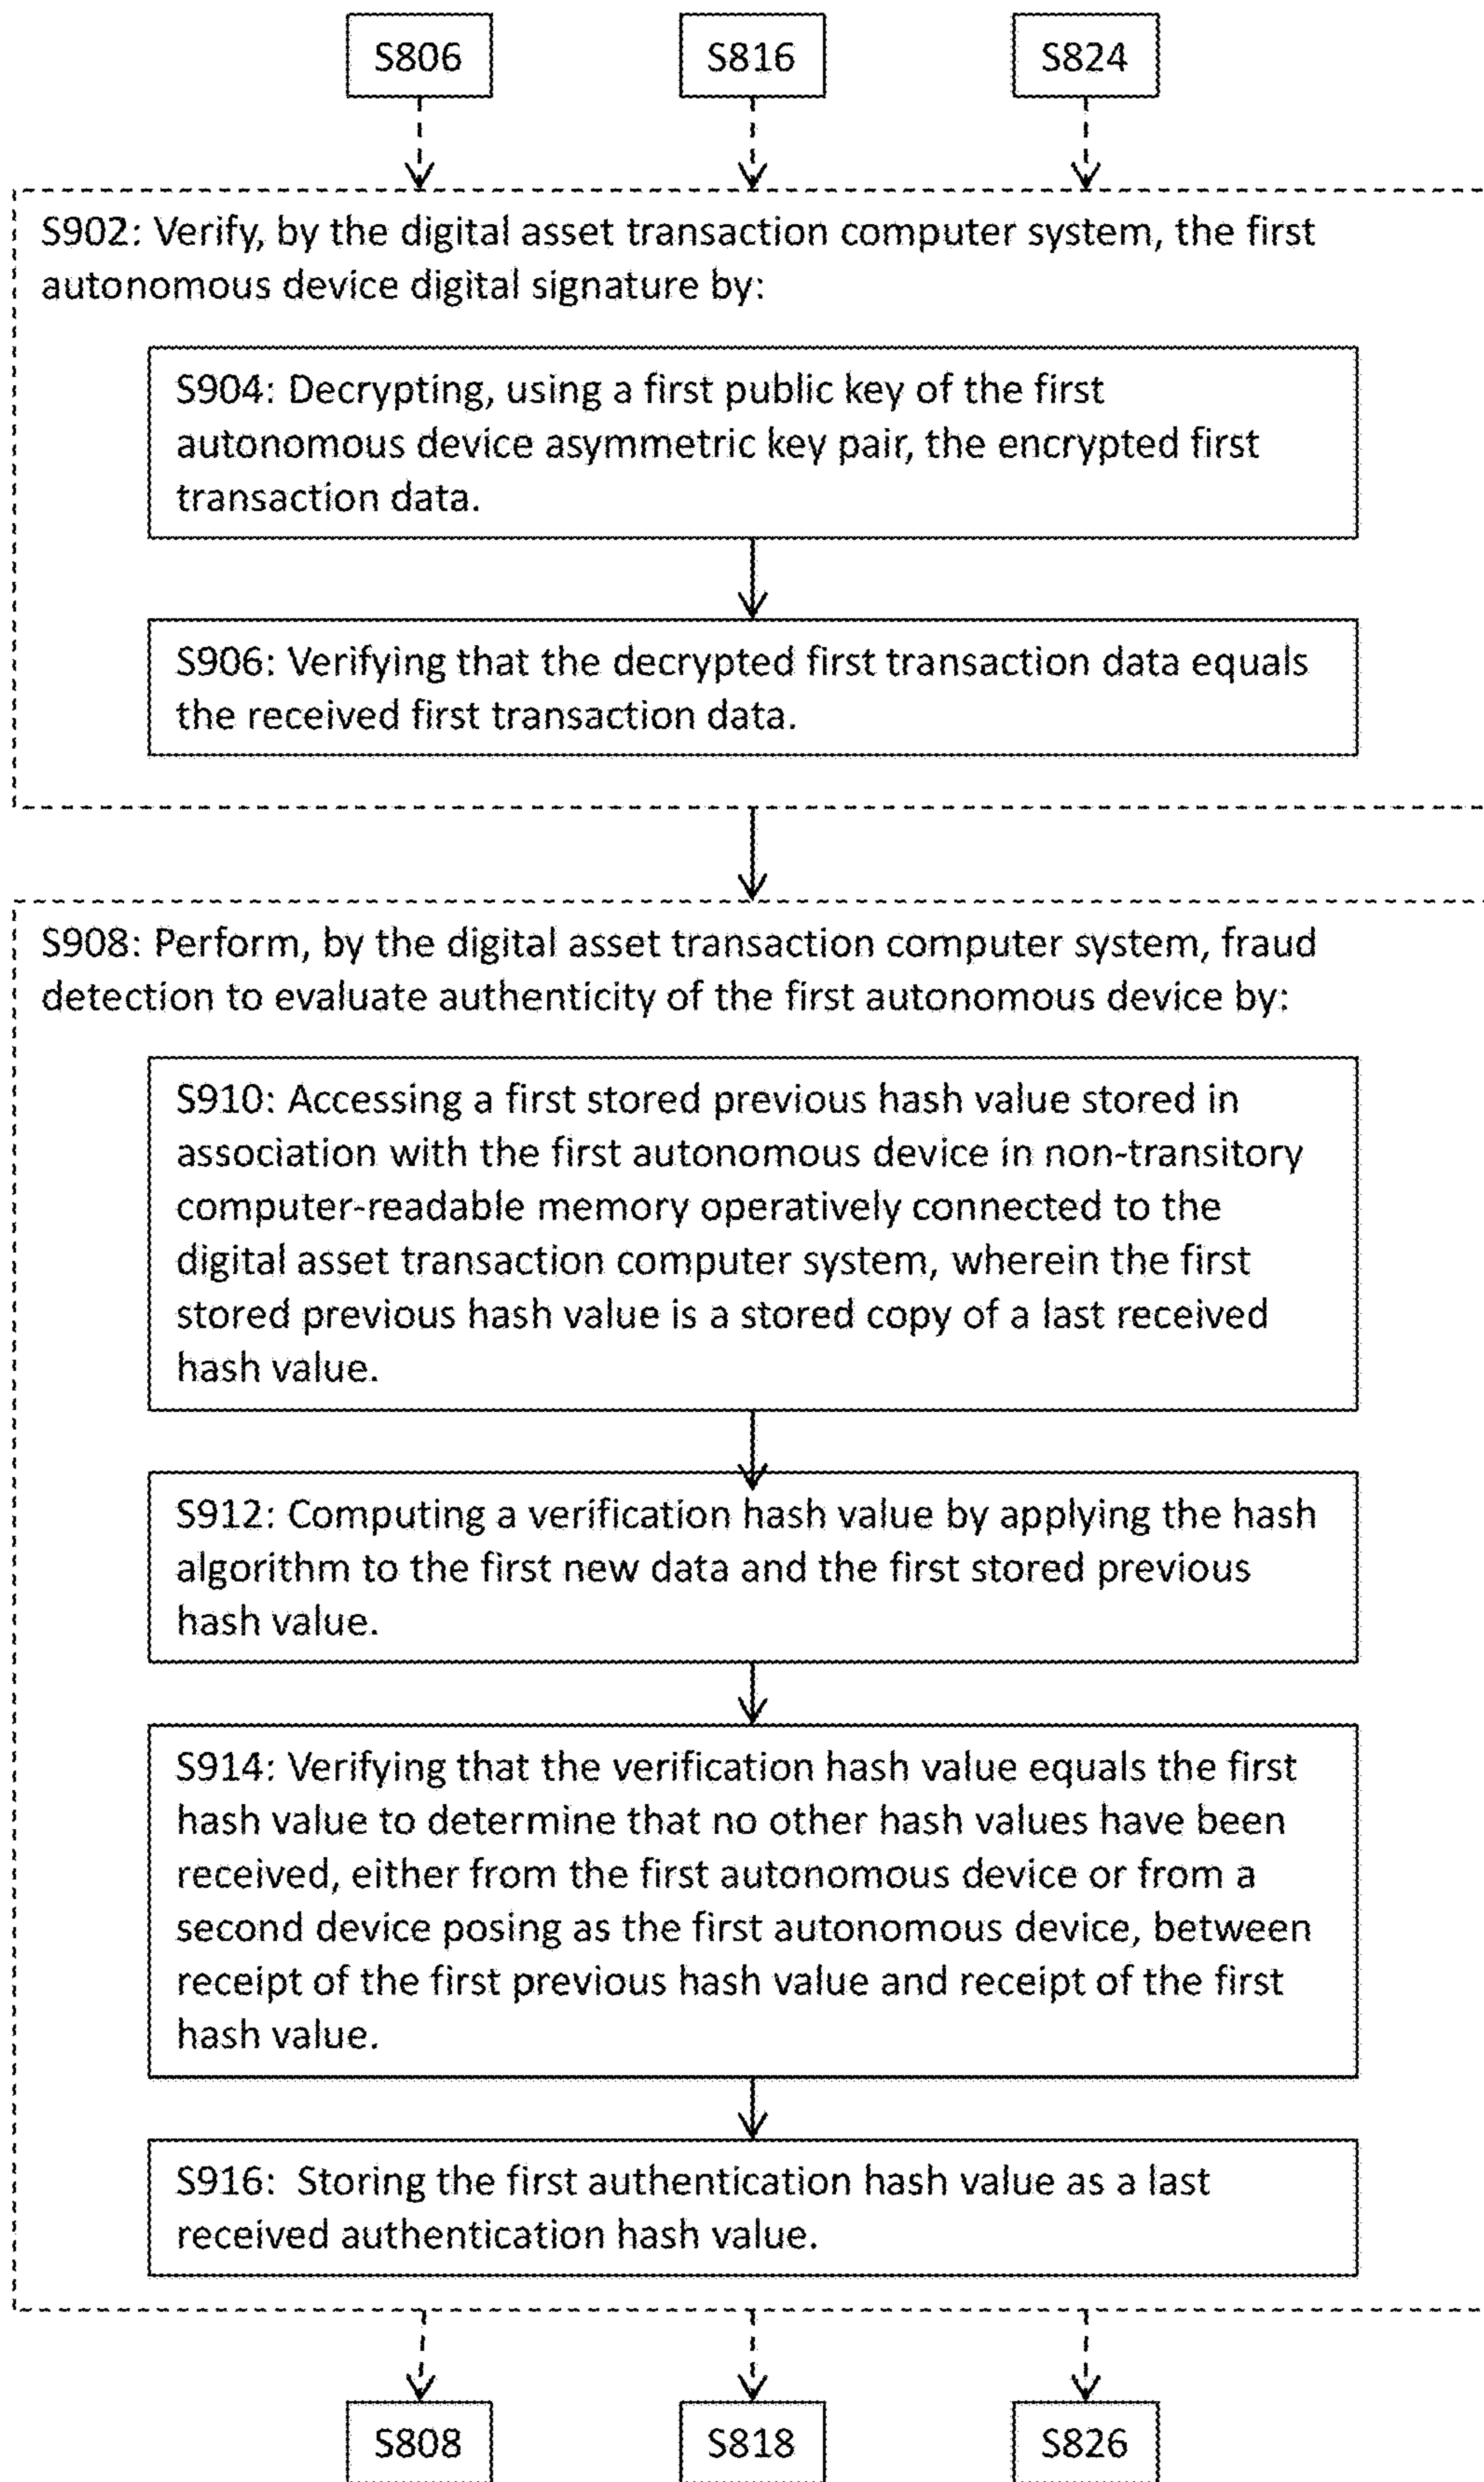 S806 S816 S824
S902: Verify, by the digital asset transaction computer system, the first
autonomous device digital signature by:
S904: Decrypting, using a first public key of the first
autonomous device asymmetric key pair, the encrypted first
transaction data.
S906: Verifying that the decrypted first transaction data equals
the received first transaction data.
S908: Perform, by the digital asset transaction computer system, fraud
detection to evaluate authenticity of the first autonomous device by:
S910: Accessing a first stored previous hash value stored in
association with the first autonomous device in non-transitory
computer-readable memory operatively connected to the
digital asset transaction computer system, wherein the first
stored previous hash value is a stored copy of a last received
hash value.
S912: Computing a verification hash value by applying the hash
algorithm to the first new data and the first stored previous
hash value.
S914: Verifying that the verification hash value equals the first
hash value to determine that no other hash values have been
received, either from the first autonomous device or from a
second device posing as the first autonomous device, between
receipt of the first previous hash value and receipt of the first
hash value.
S916: Storing the first authentication hash value as a last
received authentication hash value.
S808 S818 S826